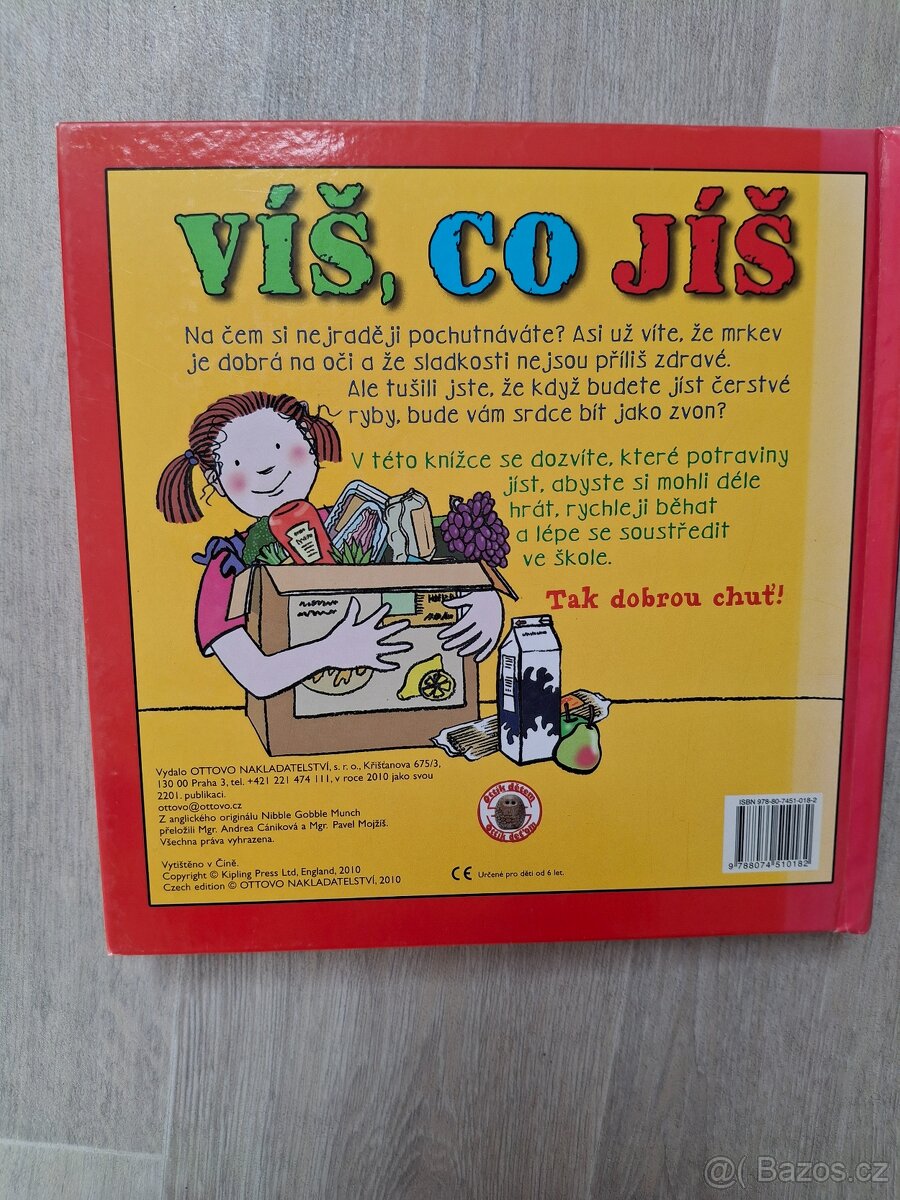 VÍŠ, CO JÍŠ
Na čem si nejraději pochutnáváte? Asi už víte, že mrkev
je dobrá na oči a že sladkosti nejsou příliš zdravé.
Ale tušili jste, že když budete jíst čerstvé
ryby, bude vám srdce bít jako zvon?
V této knížce se dozvíte, které potraviny
jíst, abyste si mohli déle
hrát, rychleji běhat
a lépe se soustředit
ve škole.
Tak dobrou chuť!
Vydalo OTTOVO NAKLADATELSTVÍ, s. r. o., Křišťanova 675/3,
130 00 Praha 3, tel. +421 221 474 111, v roce 2010 jako svou
2201. publikaci.
ottovo@ottovo.cz
Z anglického originálu Nibble Gobble Munch
přeložili Mgr. Andrea Cániková a Mgr. Pavel Mojžíš.
Všechna práva vyhrazena.
Vytištěno v Číně.
Copyright © Kipling Press Ltd, England, 2010
Czech edition © OTTOVO NAKLADATELSTVÍ, 2010
Ottík dětem
Ottík deťom
CE Určené pro děti od 6 let.
ISBN 978-80-7451-018-2
9 788074 510182
@( Bazos.cz